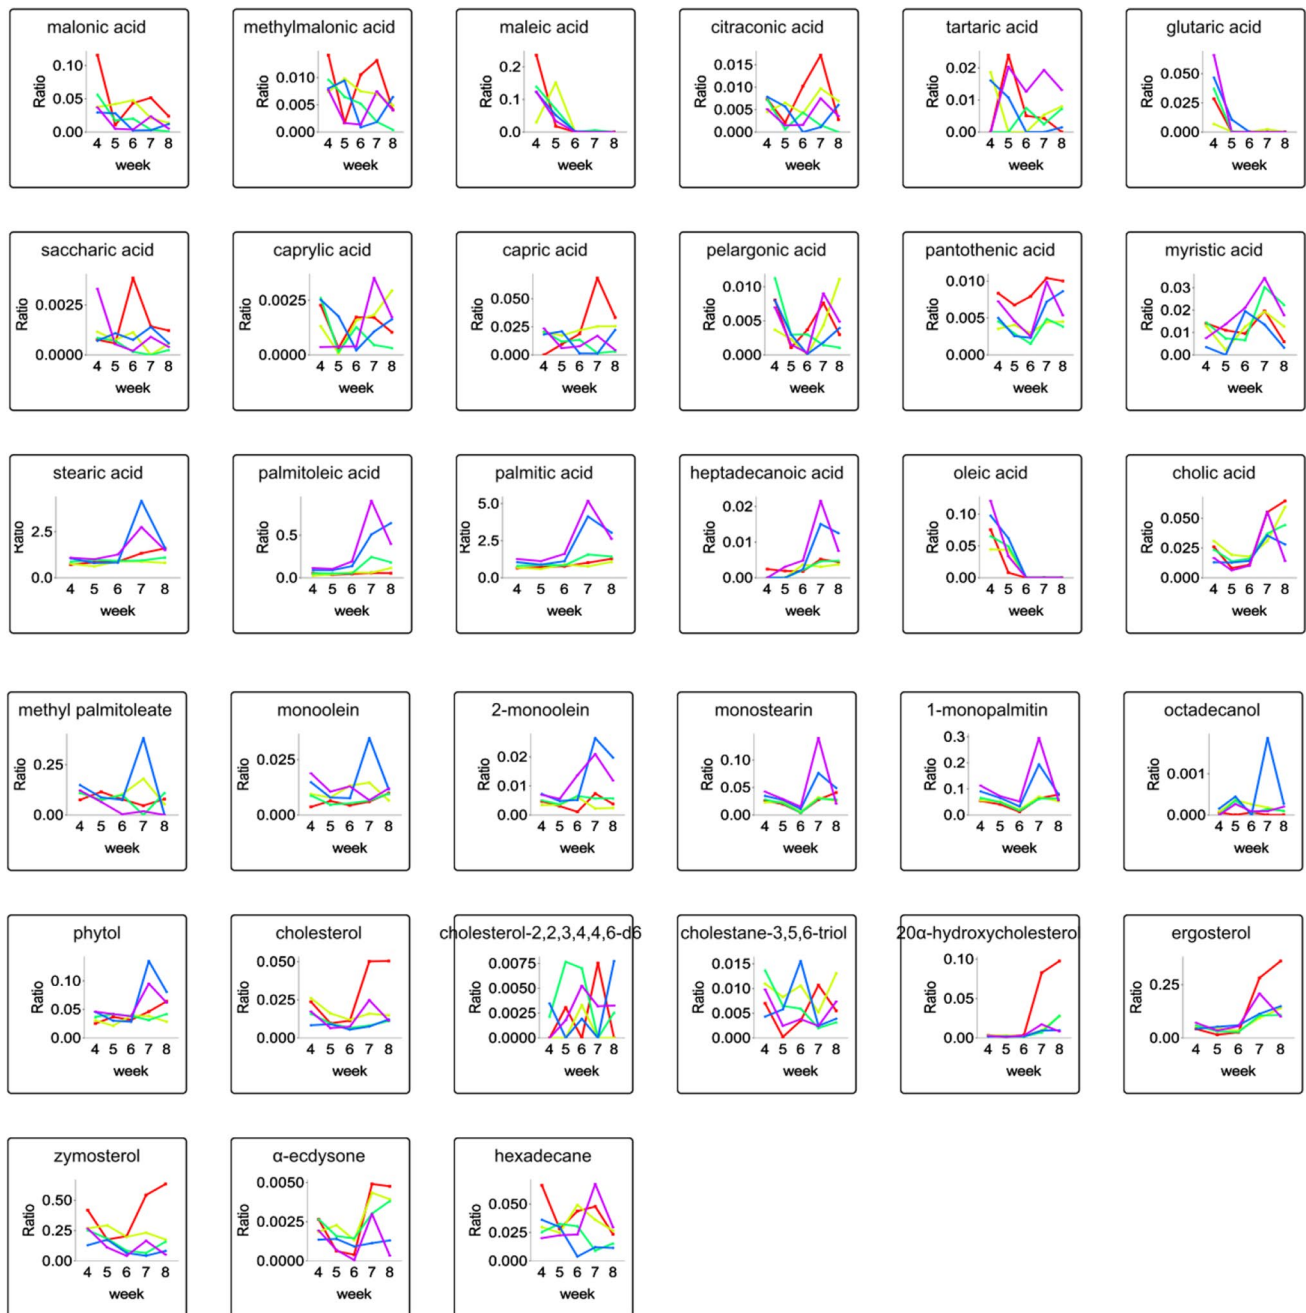 malonic acid
Ratio
0.10
0.05
0.00
4 5 6 7 8
week
methylmalonic acid
Ratio
0.010
0.005
0.000
4 5 6 7 8
week
maleic acid
Ratio
0.2
0.1
0.0
4 5 6 7 8
week
citraconic acid
Ratio
0.015
0.010
0.005
0.000
4 5 6 7 8
week
tartaric acid
Ratio
0.02
0.01
0.00
4 5 6 7 8
week
glutaric acid
Ratio
0.050
0.025
0.000
4 5 6 7 8
week
saccharic acid
Ratio
0.0025
0.0000
4 5 6 7 8
week
caprylic acid
Ratio
0.0025
0.0000
4 5 6 7 8
week
capric acid
Ratio
0.050
0.025
0.000
4 5 6 7 8
week
pelargonic acid
Ratio
0.010
0.005
0.000
4 5 6 7 8
week
pantothenic acid
Ratio
0.010
0.005
0.000
4 5 6 7 8
week
myristic acid
Ratio
0.03
0.02
0.01
0.00
4 5 6 7 8
week
stearic acid
Ratio
2.5
0.0
4 5 6 7 8
week
palmitoleic acid
Ratio
0.5
0.0
4 5 6 7 8
week
palmitic acid
Ratio
5.0
2.5
0.0
4 5 6 7 8
week
heptadecanoic acid
Ratio
0.02
0.01
0.00
4 5 6 7 8
week
oleic acid
Ratio
0.10
0.05
0.00
4 5 6 7 8
week
cholic acid
Ratio
0.050
0.025
0.000
4 5 6 7 8
week
methyl palmitoleate
Ratio
0.25
0.00
4 5 6 7 8
week
monoolein
Ratio
0.025
0.000
4 5 6 7 8
week
2-monoolein
Ratio
0.02
0.01
0.00
4 5 6 7 8
week
monostearin
Ratio
0.10
0.05
0.00
4 5 6 7 8
week
1-monopalmitin
Ratio
0.3
0.2
0.1
0.0
4 5 6 7 8
week
octadecanol
Ratio
0.001
0.000
4 5 6 7 8
week
phytol
Ratio
0.10
0.05
0.00
4 5 6 7 8
week
cholesterol
Ratio
0.050
0.025
0.000
4 5 6 7 8
week
cholesterol-2,2,3,4,4,6-d6
Ratio
0.0075
0.0050
0.0025
0.0000
4 5 6 7 8
week
cholestane-3,5,6-triol
Ratio
0.015
0.010
0.005
0.000
4 5 6 7 8
week
20α-hydroxycholesterol
Ratio
0.10
0.05
0.00
4 5 6 7 8
week
ergosterol
Ratio
0.25
0.00
4 5 6 7 8
week
zymosterol
Ratio
0.50
0.25
0.00
4 5 6 7 8
week
α-ecdysone
Ratio
0.0050
0.0025
0.0000
4 5 6 7 8
week
hexadecane
Ratio
0.050
0.025
0.000
4 5 6 7 8
week